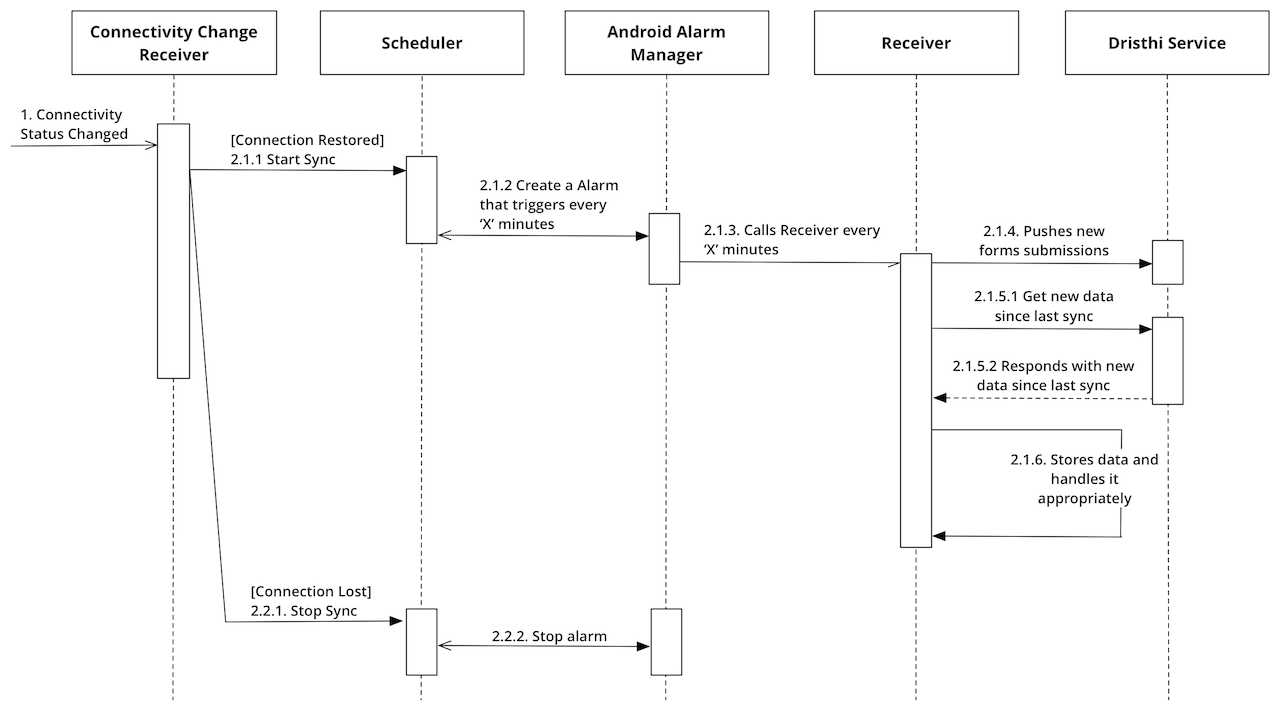 Connectivity Change
Receiver
Scheduler
Android Alarm
Manager
Receiver
Dristhi Service
1. Connectivity
Status Changed
[Connection Restored]
2.1.1 Start Sync
2.1.2 Create a Alarm
that triggers every
‘X’ minutes
2.1.3. Calls Receiver every
‘X’ minutes
2.1.4. Pushes new
forms submissions
2.1.5.1 Get new data
since last sync
2.1.5.2 Responds with new
data since last sync
2.1.6. Stores data and
handles it
appropriately
[Connection Lost]
2.2.1. Stop Sync
2.2.2. Stop alarm